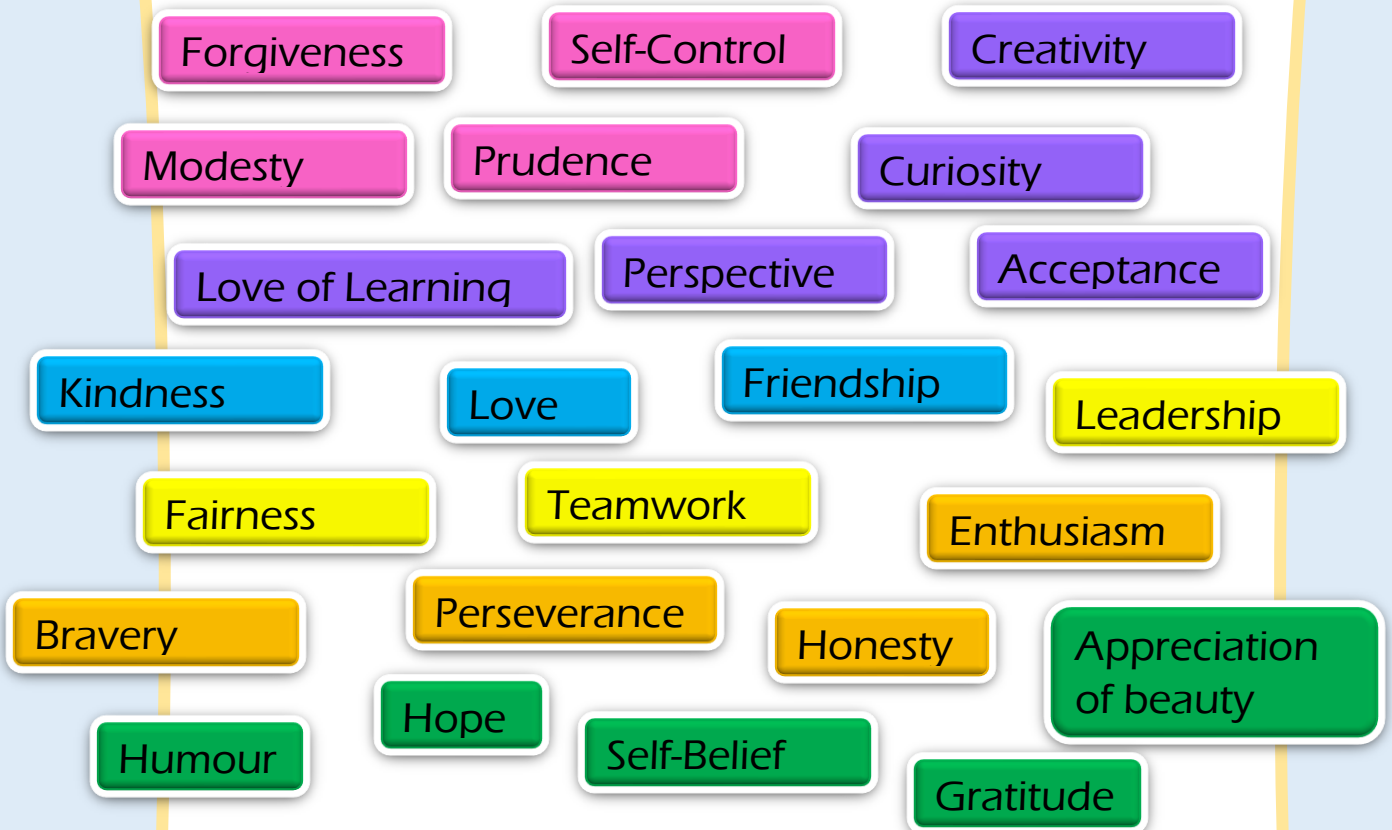 Forgiveness
Self-Control
Creativity
Modesty
Prudence
Curiosity
Love of Learning
Perspective
Acceptance
Kindness
Love
Friendship
Leadership
Fairness
Teamwork
Enthusiasm
Bravery
Perseverance
Honesty
Appreciation
of beauty
Hope
Humour
Self-Belief
Gratitude